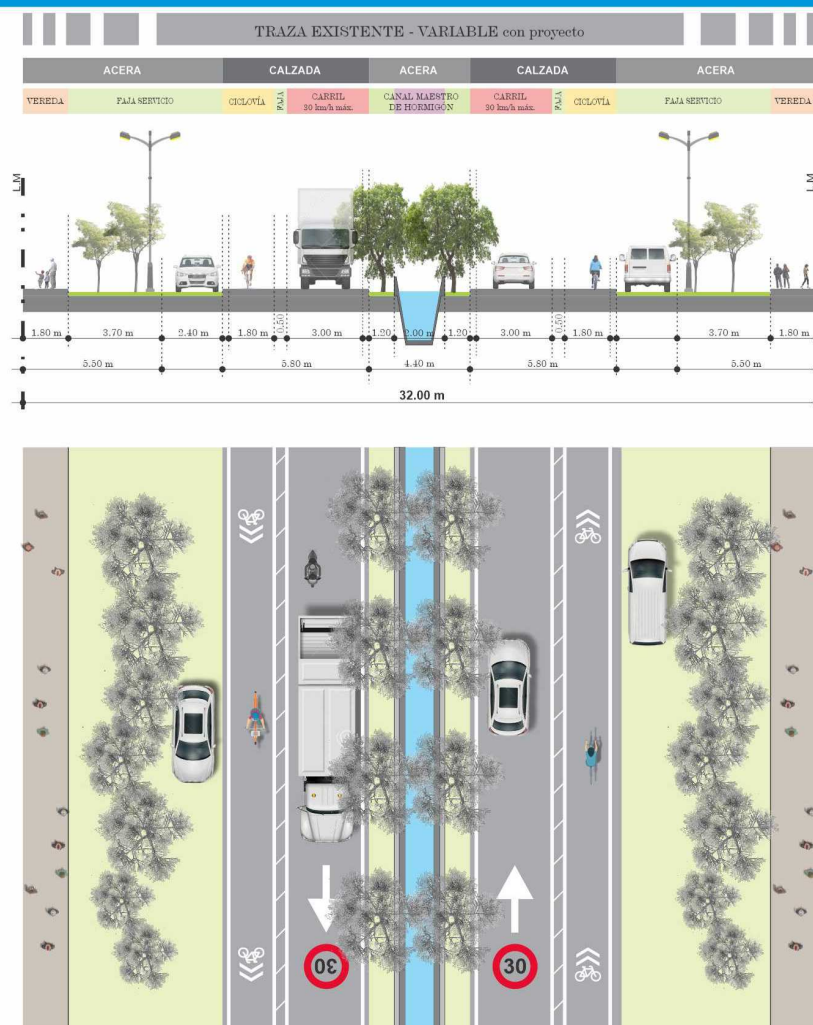 TRAZA EXISTENTE - VARIABLE con proyecto
ACERA CALZADA ACERA CALZADA ACERA
VEREDA FAJA SERVICIO CICLOVÍA FAJA CARRIL 30 km/h máx. CANAL MAESTRO DE HORMIGÓN CARRIL 30 km/h máx. FAJA CICLOVÍA FAJA SERVICIO VEREDA
LM LM
1.80 m 3.70 m 2.40 m 1.80 m 0.50 3.00 m 1.20 2.00 m 1.20 3.00 m 0.50 1.80 m 3.70 m 1.80 m
5.50 m 5.80 m 4.40 m 5.80 m 5.50 m
32.00 m
30 30